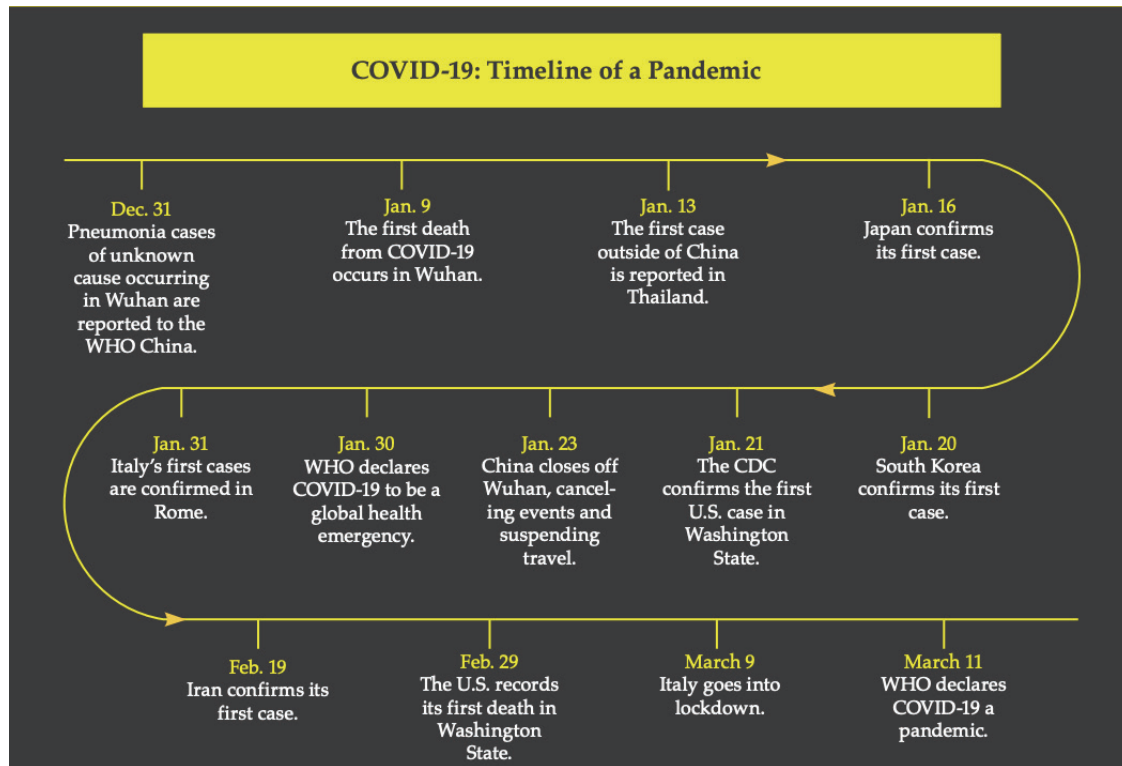 COVID-19: Timeline of a Pandemic
Dec. 31
Pneumonia cases
of unknown
cause occurring
in Wuhan are
reported to the
WHO China.
Jan. 9
The first death
from COVID-19
occurs in Wuhan.
Jan. 13
The first case
outside of China
is reported in
Thailand.
Jan. 16
Japan confirms
its first case.
Jan. 20
South Korea
confirms its first
case.
Jan. 21
The CDC
confirms the first
U.S. case in
Washington
State.
Jan. 23
China closes off
Wuhan, cancel-
ing events and
suspending
travel.
Jan. 30
WHO declares
COVID-19 to be a
global health
emergency.
Jan. 31
Italy’s first cases
are confirmed in
Rome.
Feb. 19
Iran confirms its
first case.
Feb. 29
The U.S. records
its first death in
Washington
State.
March 9
Italy goes into
lockdown.
March 11
WHO declares
COVID-19 a
pandemic.